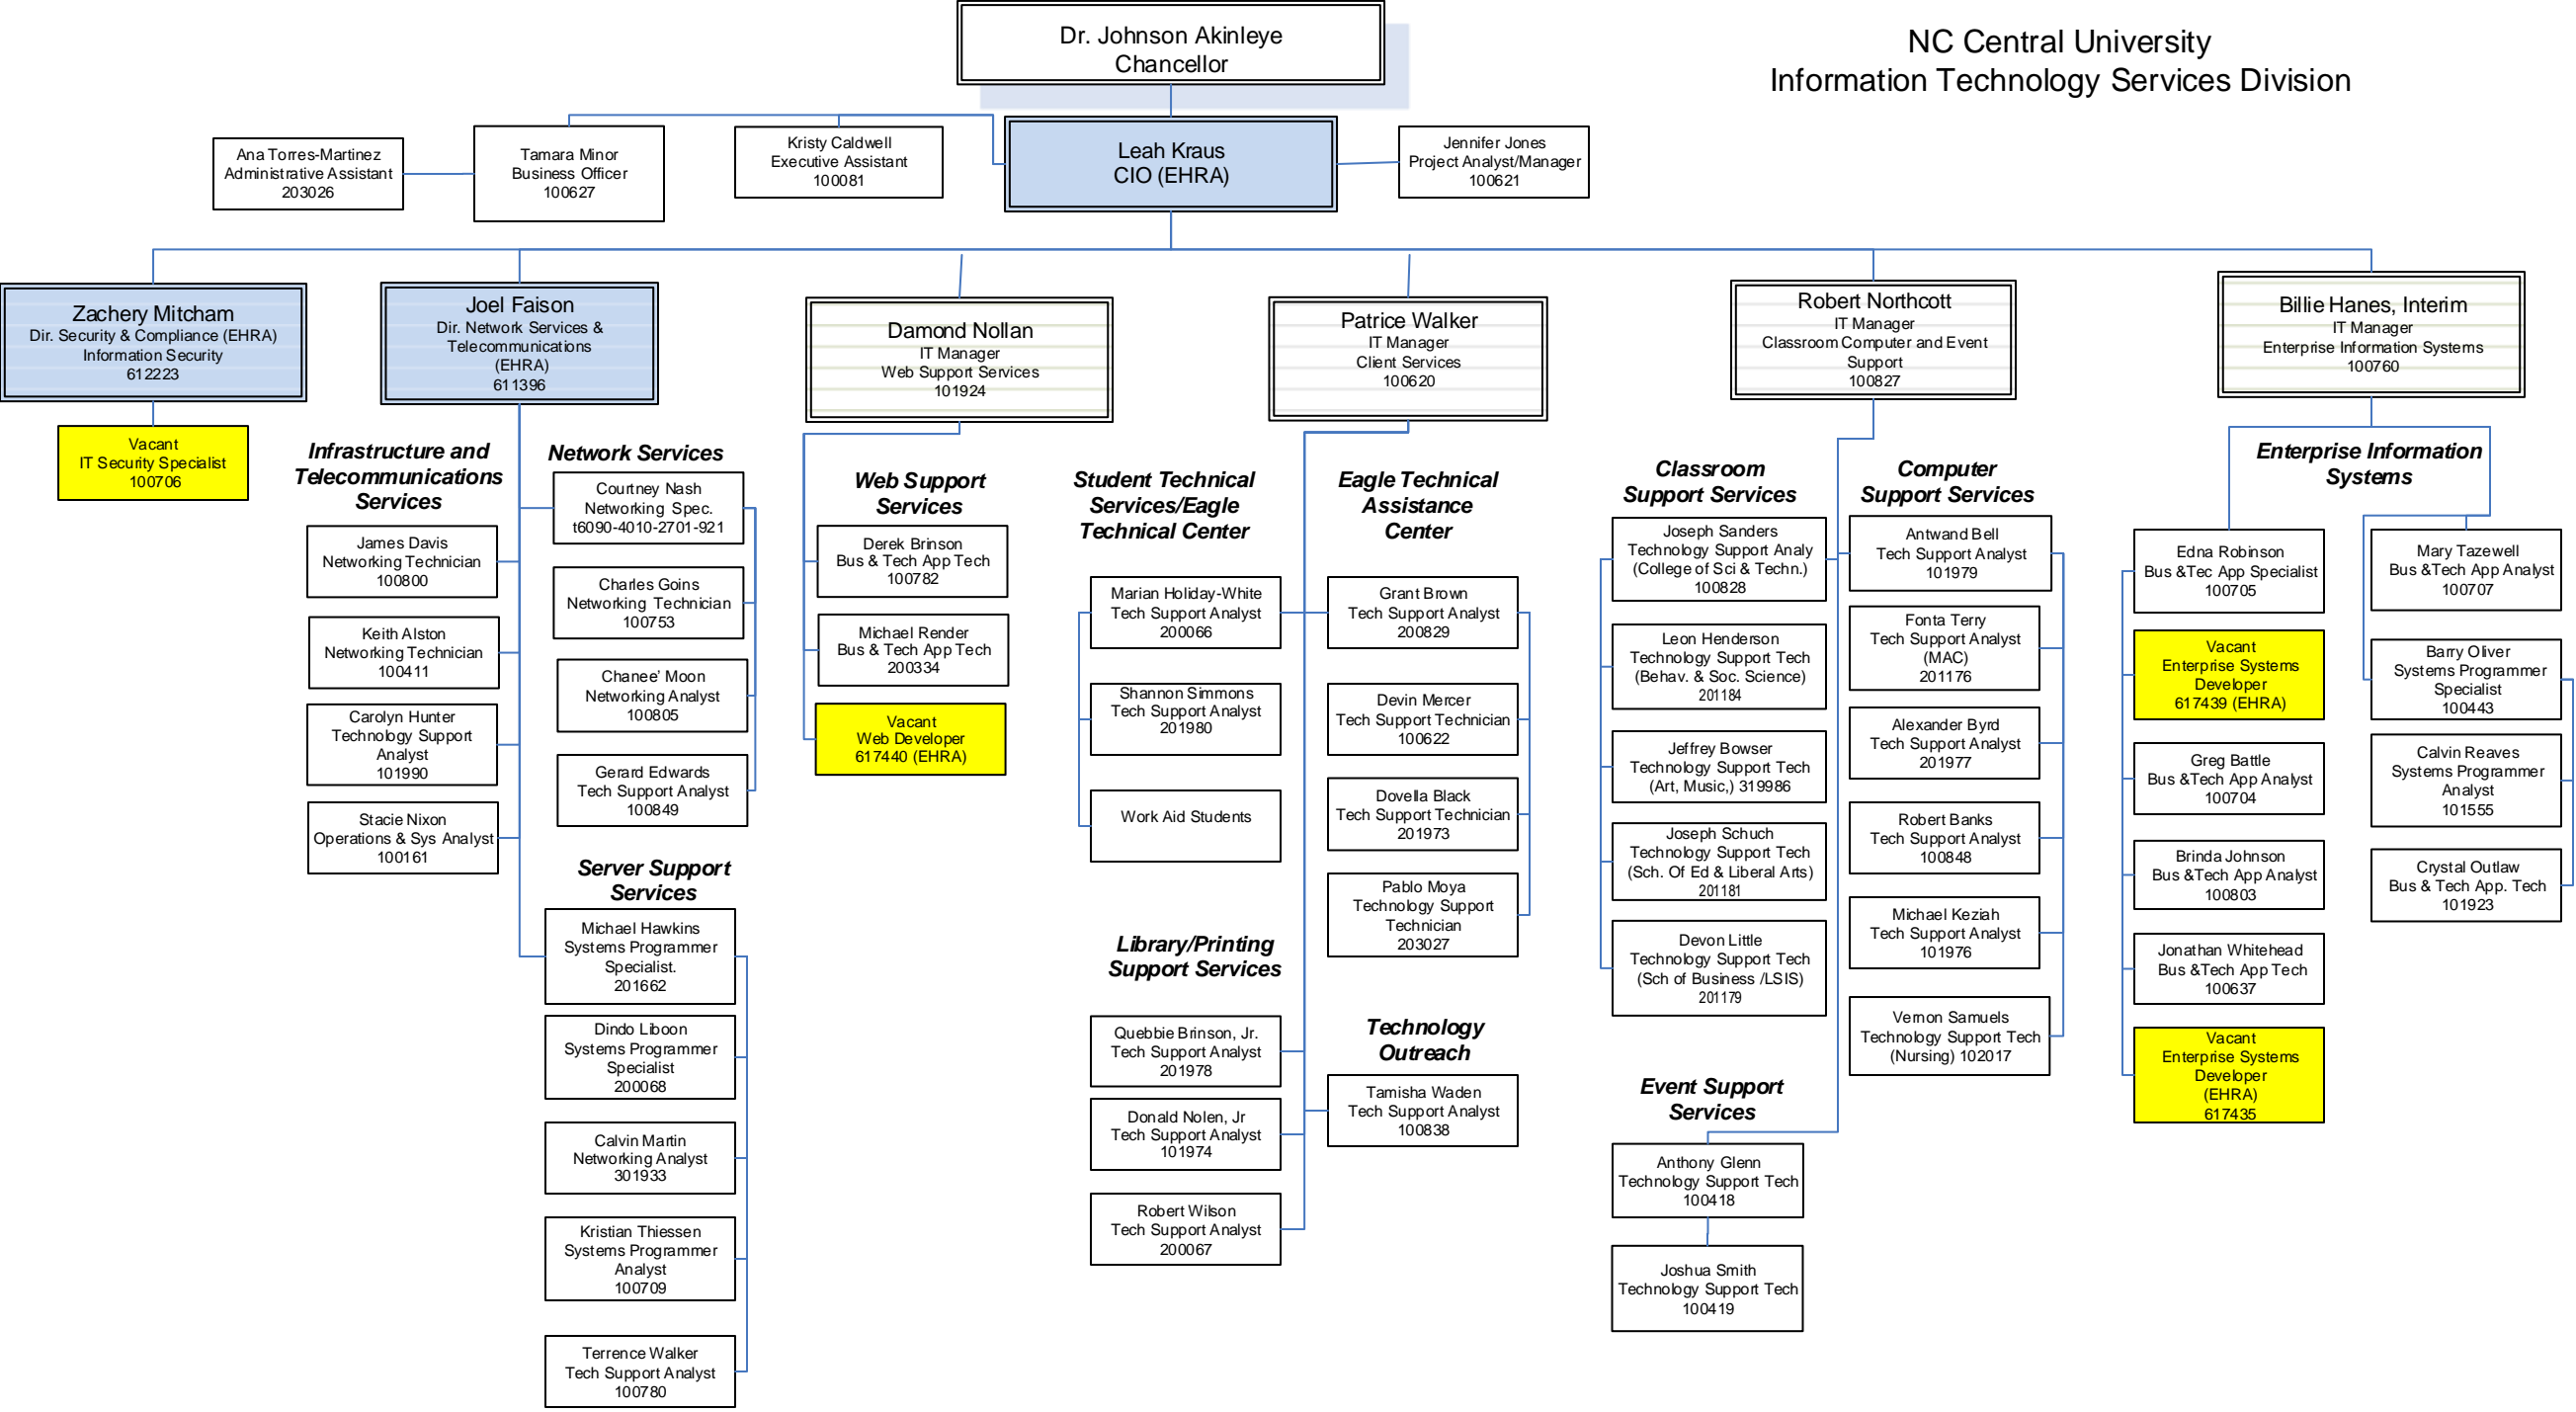 NC Central University
Information Technology Services Division
Dr. Johnson Akinleye
Chancellor
Ana Torres-Martinez
Administrative Assistant
203026
Tamara Minor
Business Officer
100627
Kristy Caldwell
Executive Assistant
100081
Leah Kraus
CIO (EHRA)
Jennifer Jones
Project Analyst/Manager
100621
Zachery Mitcham
Dir. Security & Compliance (EHRA)
Information Security
612223
Vacant
IT Security Specialist
100706
Joel Faison
Dir. Network Services &
Telecommunications
(EHRA)
611396
Infrastructure and
Telecommunications
Services
James Davis
Networking Technician
100800
Keith Alston
Networking Technician
100411
Carolyn Hunter
Technology Support
Analyst
101990
Stacie Nixon
Operations & Sys Analyst
100161
Network Services
Courtney Nash
Networking Spec.
t6090-4010-2701-921
Charles Goins
Networking Technician
100753
Chanee’ Moon
Networking Analyst
100805
Gerard Edwards
Tech Support Analyst
100849
Server Support
Services
Michael Hawkins
Systems Programmer
Specialist.
201662
Dindo Liboon
Systems Programmer
Specialist
200068
Calvin Martin
Networking Analyst
301933
Kristian Thiessen
Systems Programmer
Analyst
100709
Terrence Walker
Tech Support Analyst
100780
Damond Nollan
IT Manager
Web Support Services
101924
Web Support
Services
Derek Brinson
Bus & Tech App Tech
100782
Michael Render
Bus & Tech App Tech
200334
Vacant
Web Developer
617440 (EHRA)
Patrice Walker
IT Manager
Client Services
100620
Student Technical
Services/Eagle
Technical Center
Marian Holiday-White
Tech Support Analyst
200066
Shannon Simmons
Tech Support Analyst
201980
Work Aid Students
Library/Printing
Support Services
Quebbie Brinson, Jr.
Tech Support Analyst
201978
Donald Nolen, Jr
Tech Support Analyst
101974
Robert Wilson
Tech Support Analyst
200067
Eagle Technical
Assistance
Center
Grant Brown
Tech Support Analyst
200829
Devin Mercer
Tech Support Technician
100622
Dovella Black
Tech Support Technician
201973
Pablo Moya
Technology Support
Technician
203027
Technology
Outreach
Tamisha Waden
Tech Support Analyst
100838
Robert Northcott
IT Manager
Classroom Computer and Event
Support
100827
Classroom
Support Services
Joseph Sanders
Technology Support Analy
(College of Sci & Techn.)
100828
Leon Henderson
Technology Support Tech
(Behav. & Soc. Science)
201184
Jeffrey Bowser
Technology Support Tech
(Art, Music,) 319986
Joseph Schuch
Technology Support Tech
(Sch. Of Ed & Liberal Arts)
201181
Devon Little
Technology Support Tech
(Sch of Business /LSIS)
201179
Event Support
Services
Anthony Glenn
Technology Support Tech
100418
Joshua Smith
Technology Support Tech
100419
Computer
Support Services
Antwand Bell
Tech Support Analyst
101979
Fonta Terry
Tech Support Analyst
(MAC)
201176
Alexander Byrd
Tech Support Analyst
201977
Robert Banks
Tech Support Analyst
100848
Michael Keziah
Tech Support Analyst
101976
Vernon Samuels
Technology Support Tech
(Nursing) 102017
Billie Hanes, Interim
IT Manager
Enterprise Information Systems
100760
Enterprise Information
Systems
Edna Robinson
Bus &Tec App Specialist
100705
Vacant
Enterprise Systems
Developer
617439 (EHRA)
Greg Battle
Bus &Tech App Analyst
100704
Brinda Johnson
Bus &Tech App Analyst
100803
Jonathan Whitehead
Bus &Tech App Tech
100637
Vacant
Enterprise Systems
Developer
(EHRA)
617435
Mary Tazewell
Bus &Tech App Analyst
100707
Barry Oliver
Systems Programmer
Specialist
100443
Calvin Reaves
Systems Programmer
Analyst
101555
Crystal Outlaw
Bus & Tech App. Tech
101923